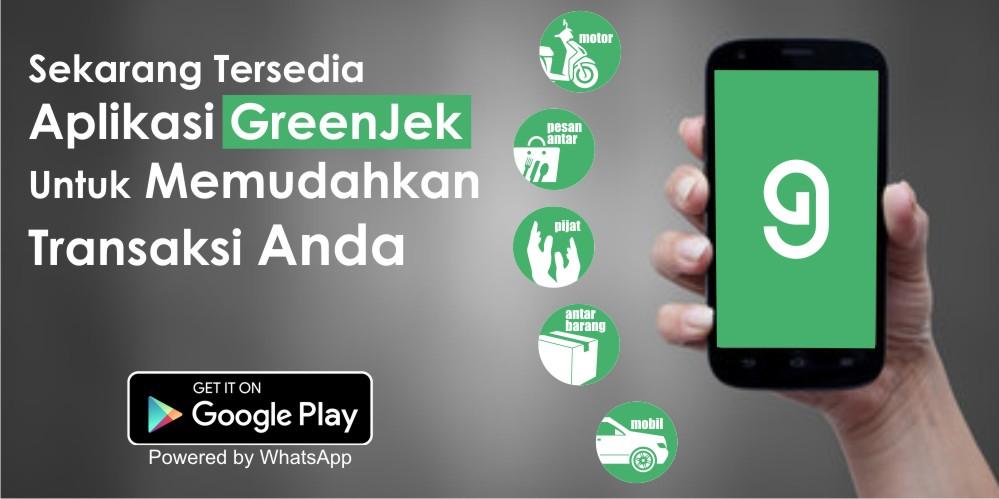 Sekarang Tersedia
Aplikasi GreenJek
Untuk Memudahkan
Transaksi Anda
motor
pesan
antar
pijat
antar
barang
mobil
g
GET IT ON
Google Play
Powered by WhatsApp